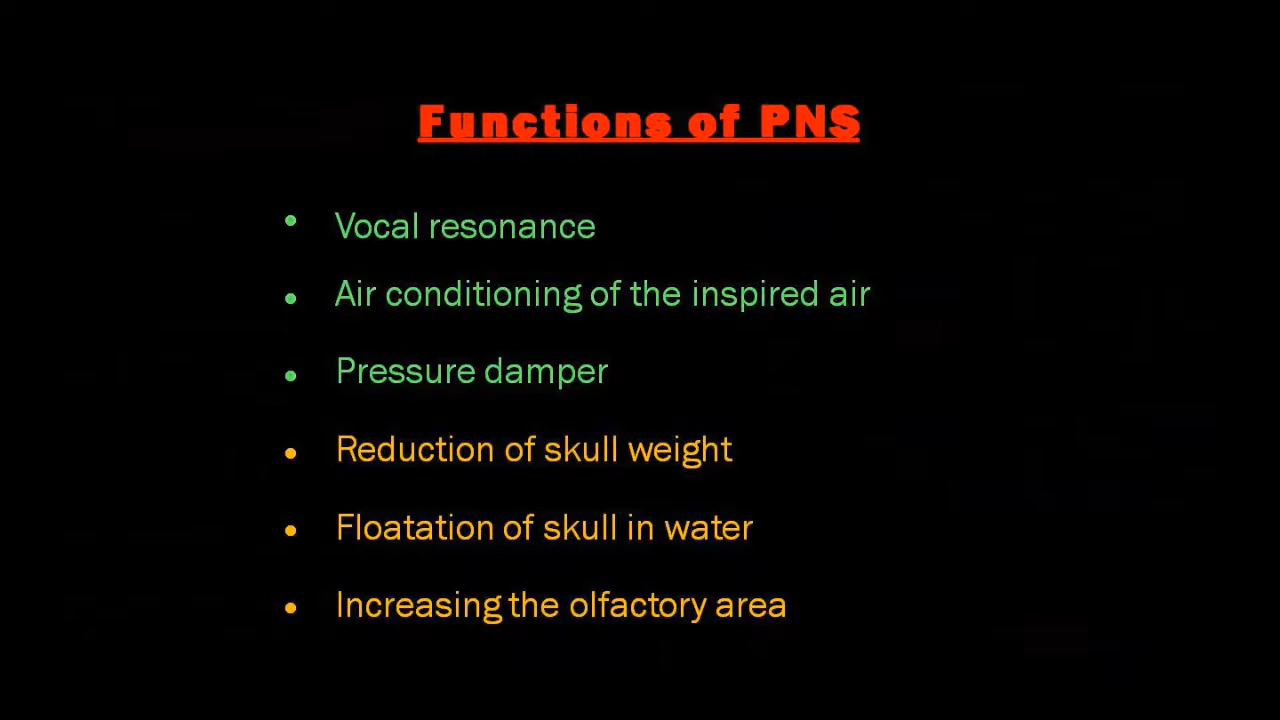 Functions of PNS
• Vocal resonance
• Air conditioning of the inspired air
• Pressure damper
• Reduction of skull weight
• Floatation of skull in water
• Increasing the olfactory area